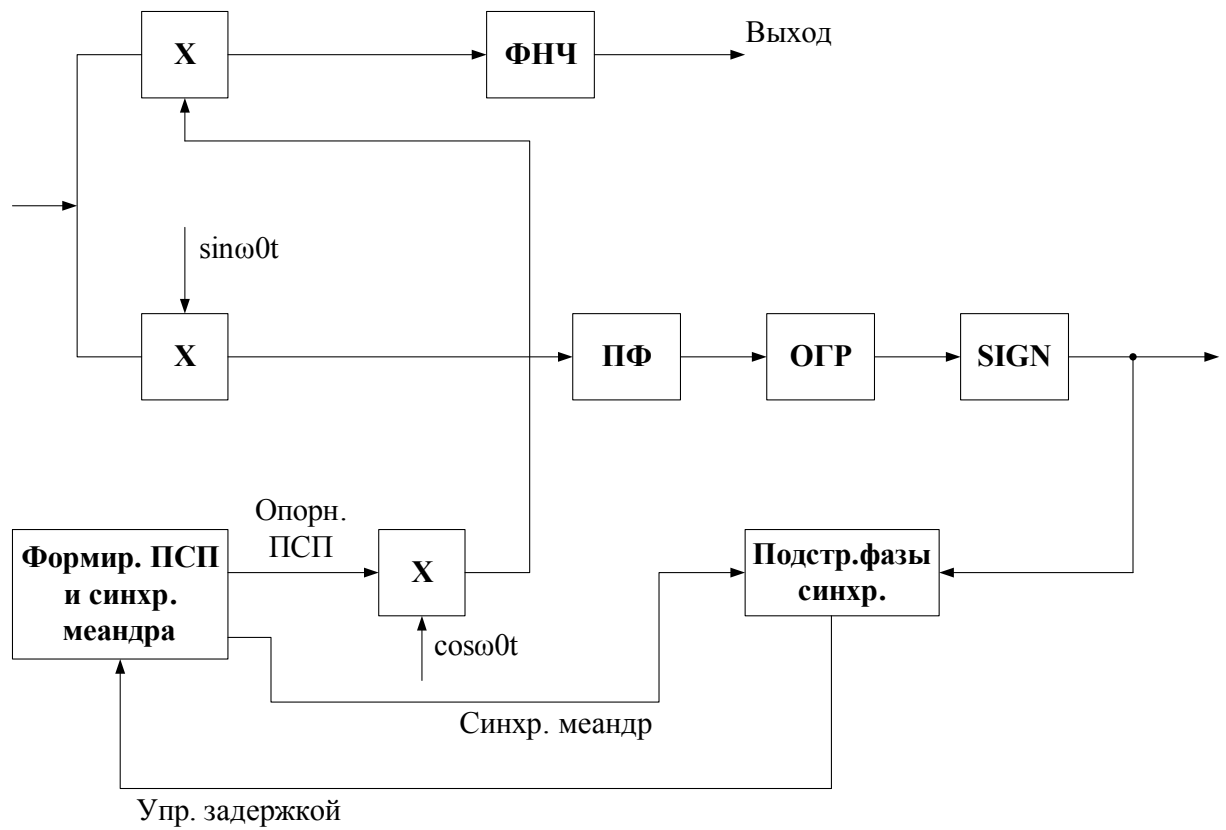 X
ФНЧ
Выход
sinω0t
X
ПФ
ОГР
SIGN
Опорн.
ПСП
Формир. ПСП
и синхр.
меандра
X
Подстр.фазы
синхр.
cosω0t
Синхр. меандр
Упр. задержкой